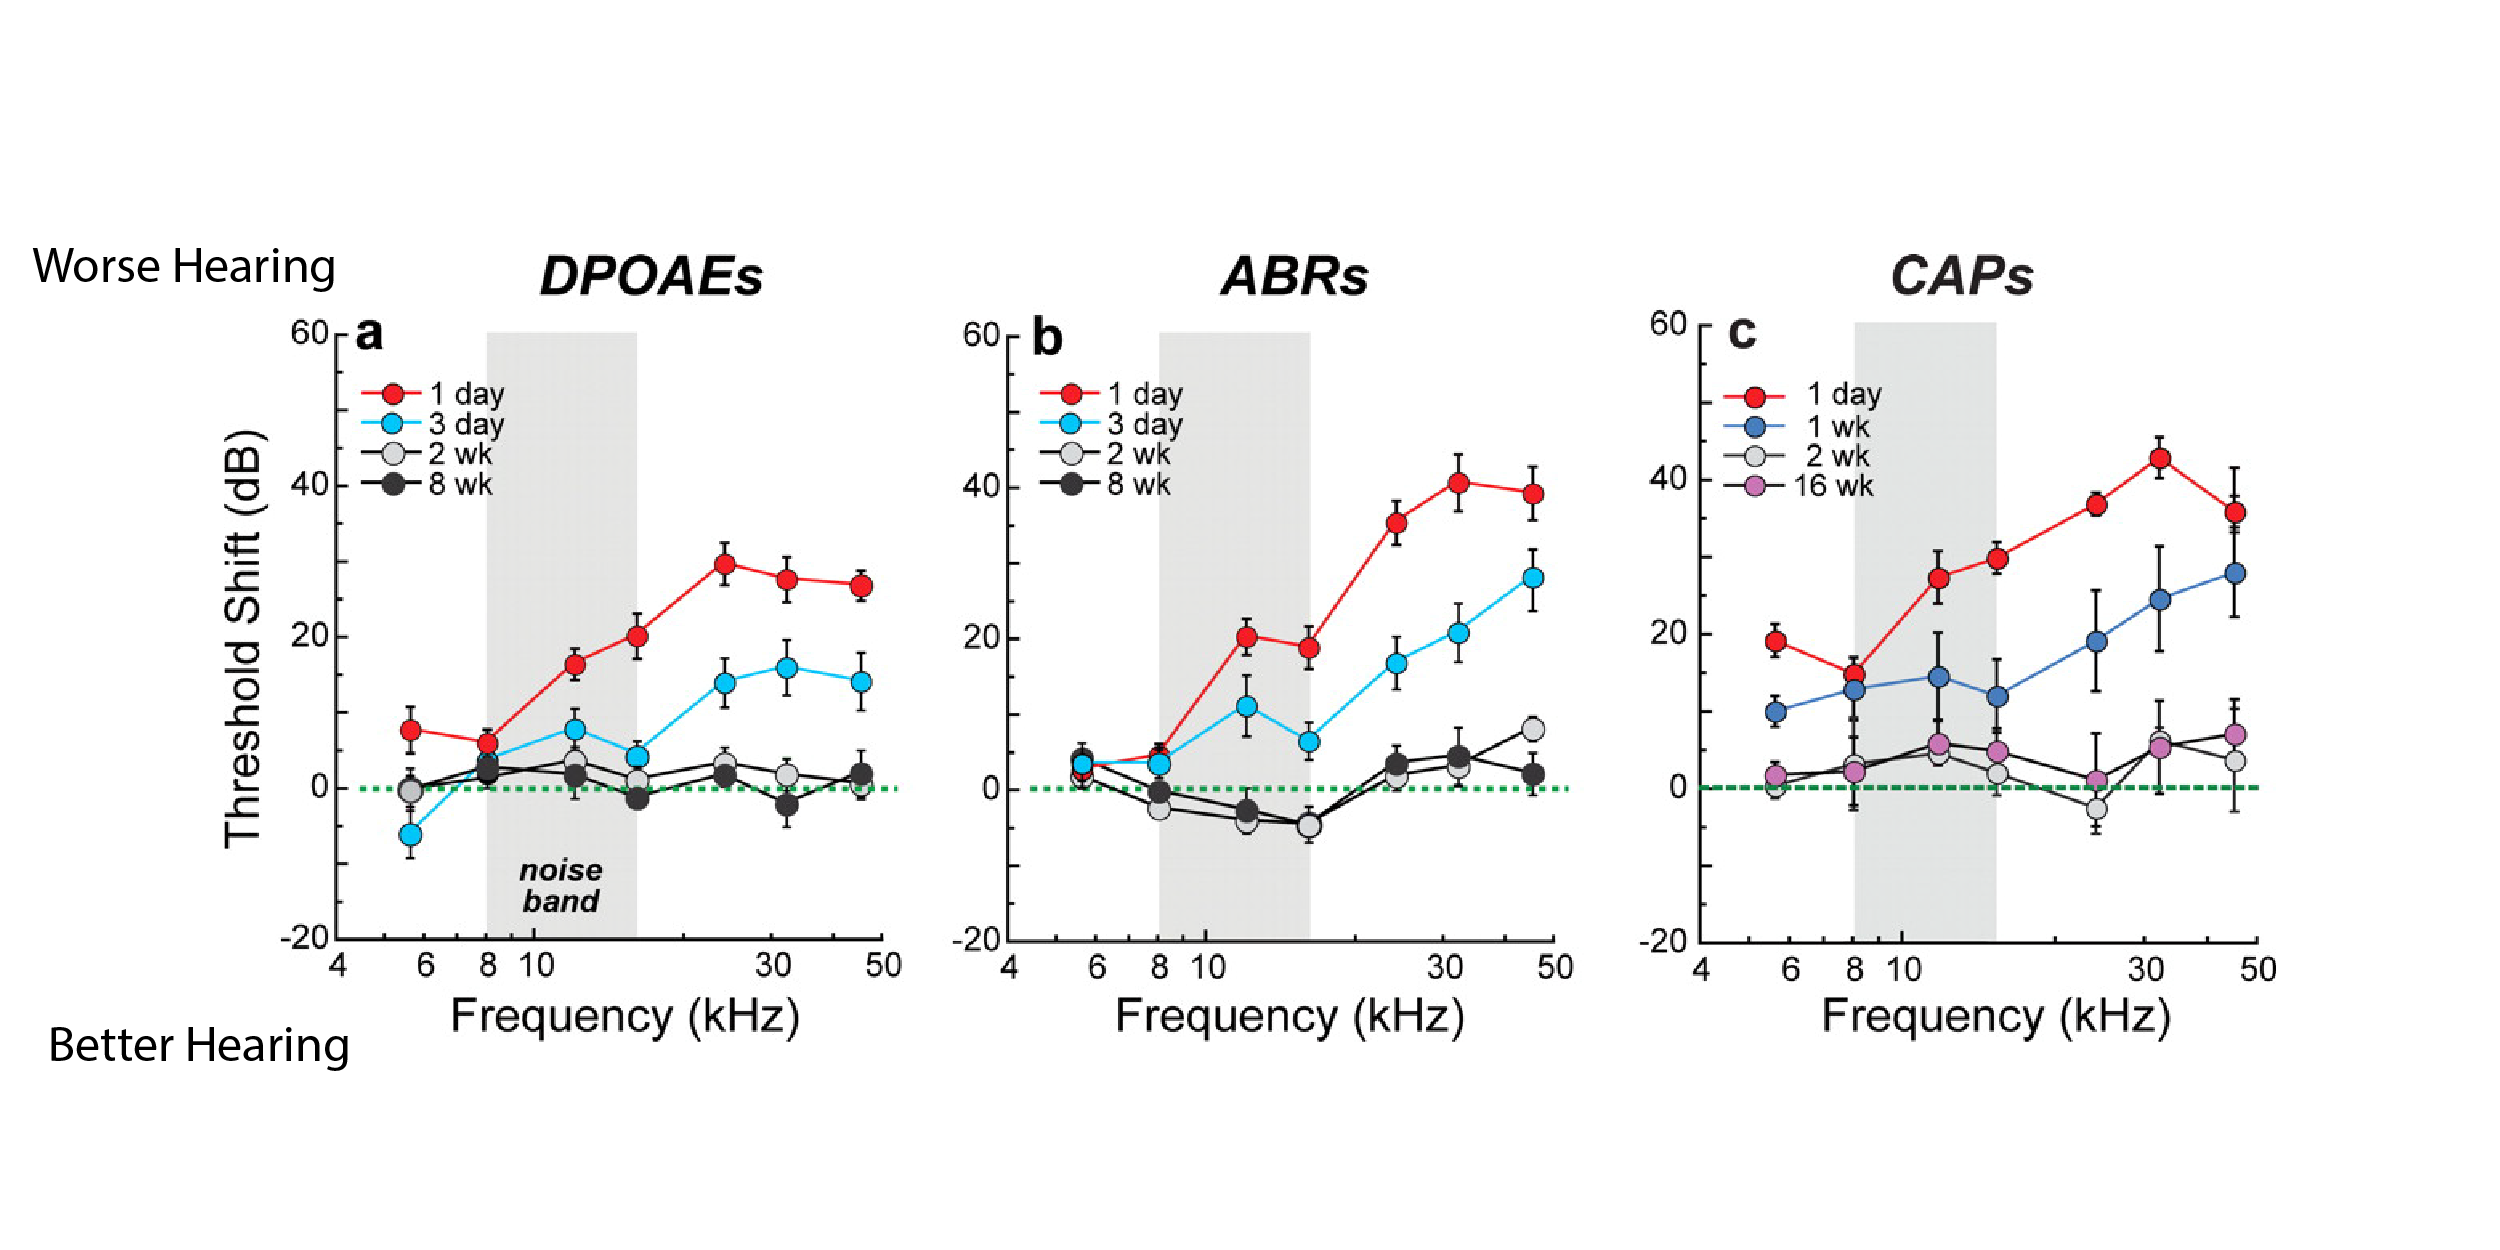 Worse Hearing
DPOAEs
ABRs
CAPs
Threshold Shift (dB)
a
60
40
20
0
-20
1 day
3 day
2 wk
8 wk
noise
band
4 6 8 10 30 50
Frequency (kHz)
b
60
40
20
0
-20
1 day
3 day
2 wk
8 wk
4 6 8 10 30 50
Frequency (kHz)
c
60
40
20
0
-20
1 day
1 wk
2 wk
16 wk
4 6 8 10 30 50
Frequency (kHz)
Better Hearing